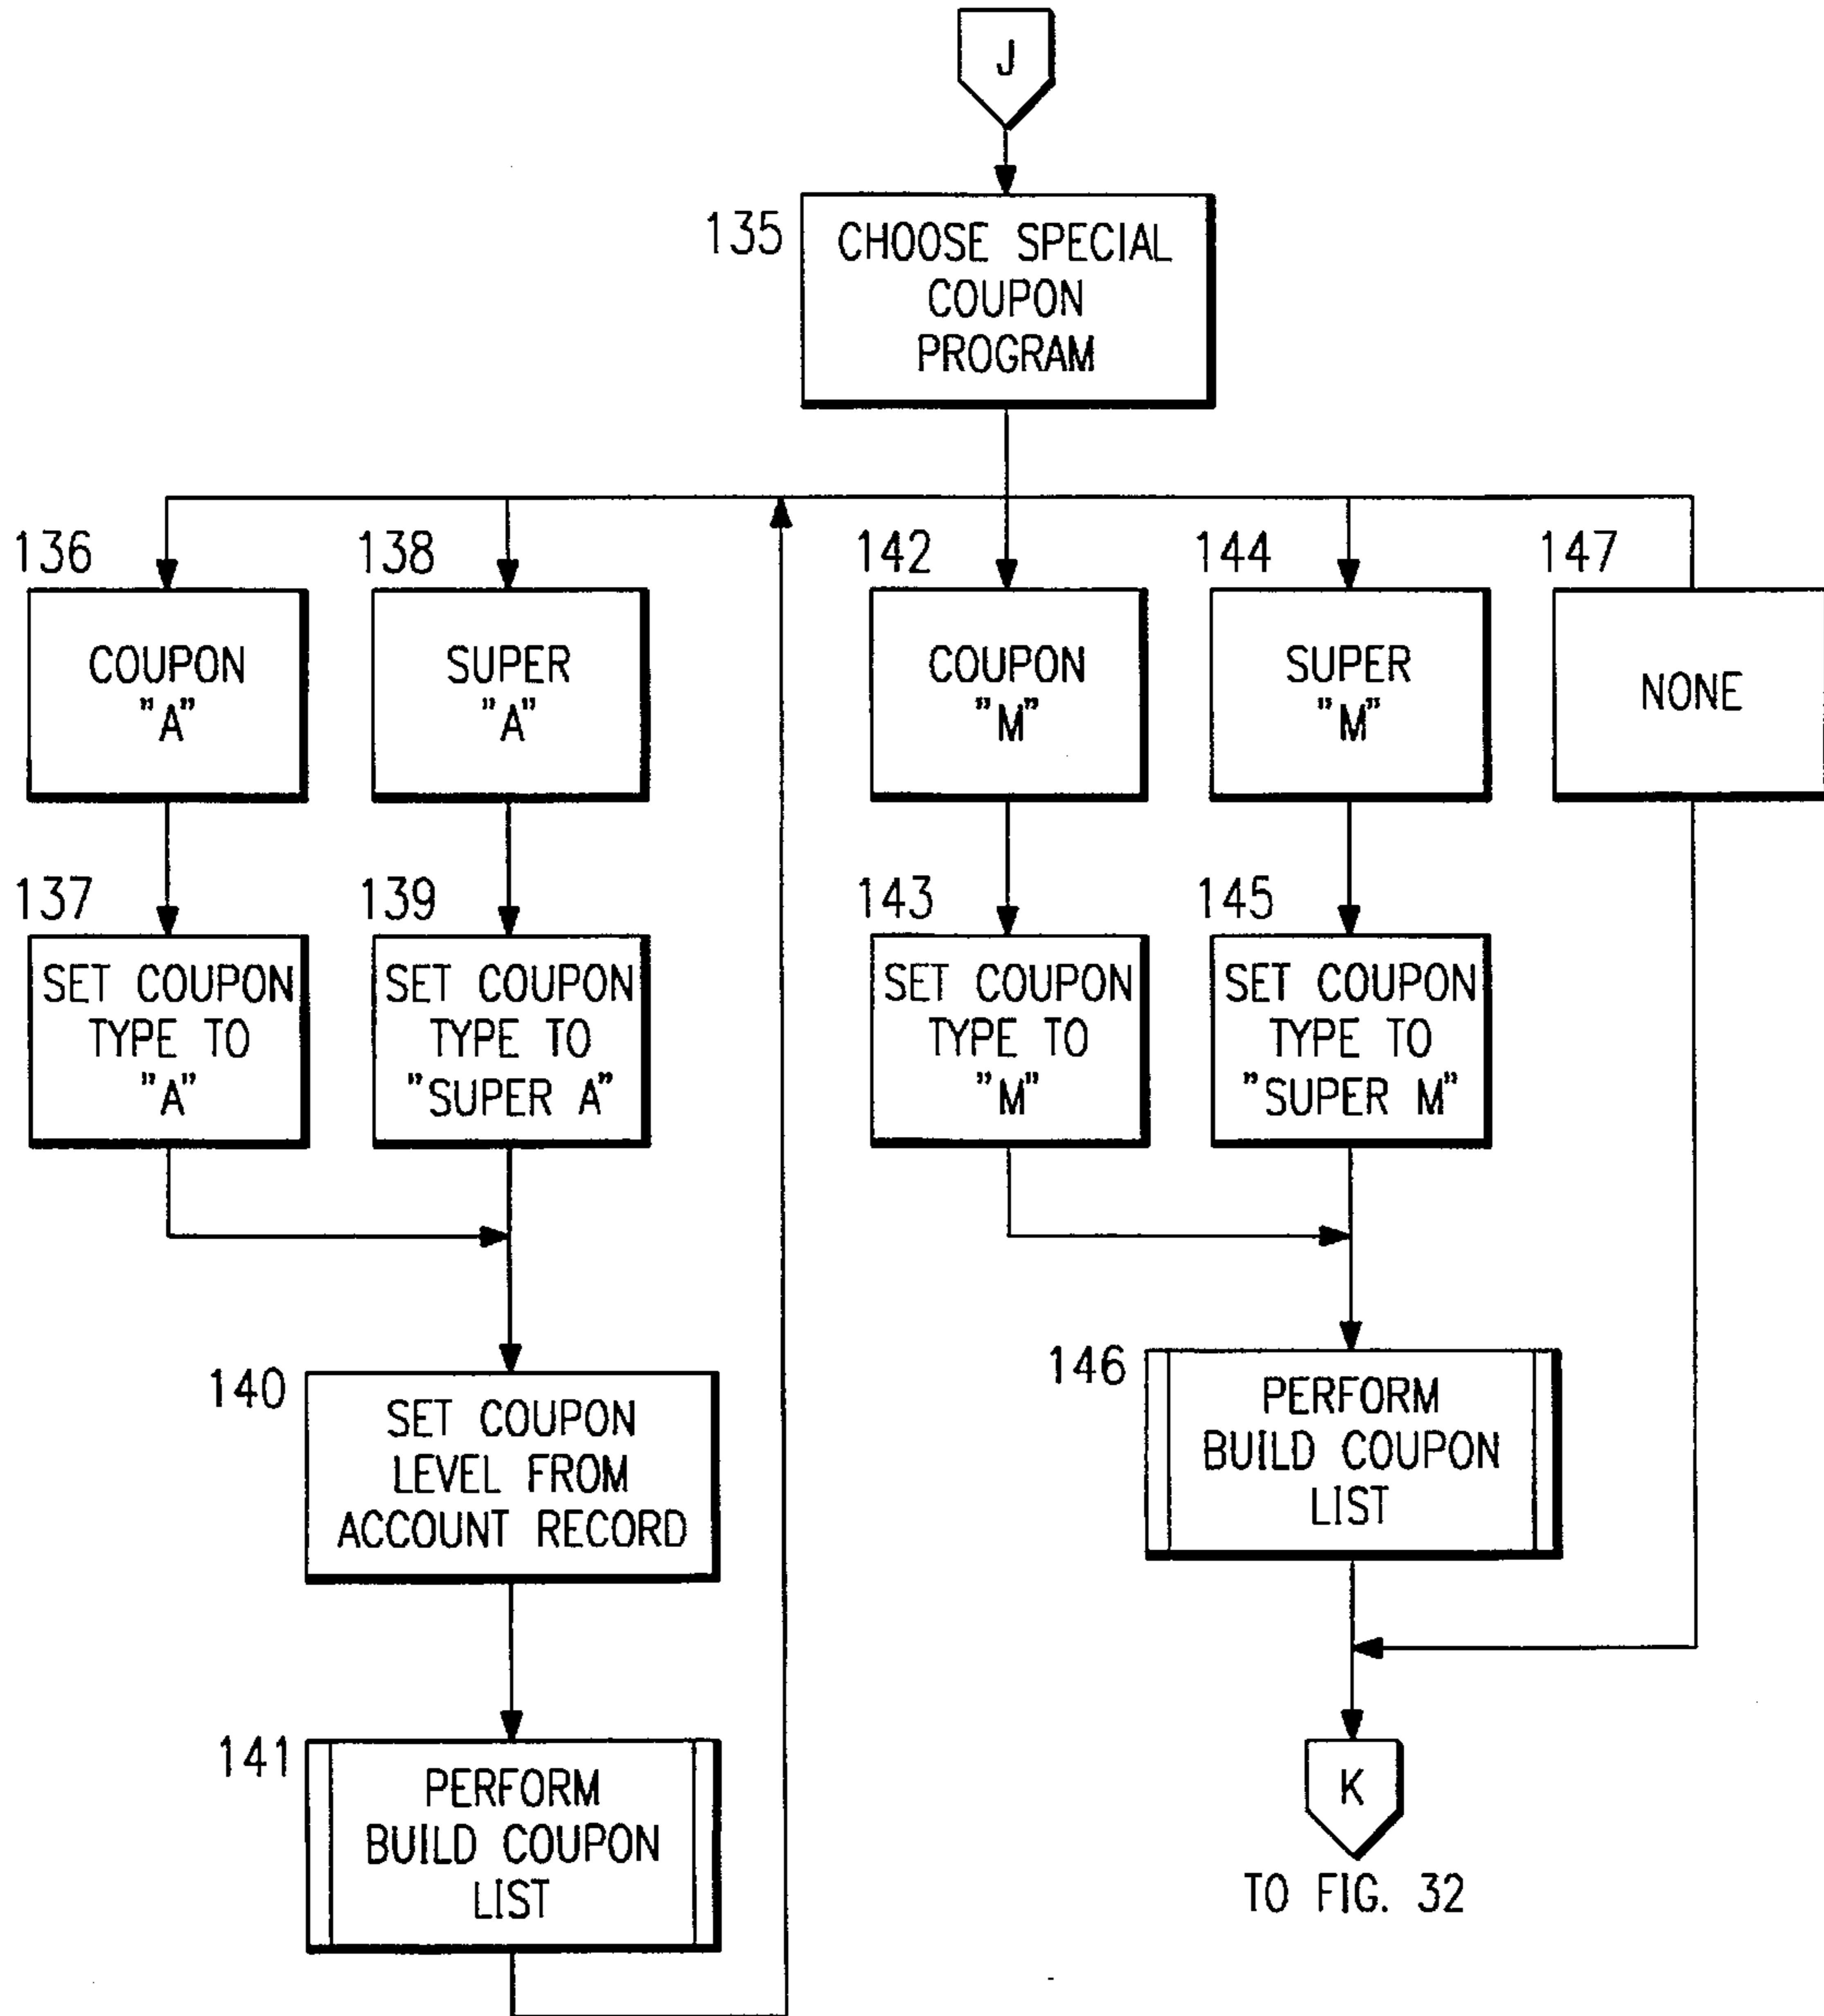 J
135
CHOOSE SPECIAL
COUPON
PROGRAM
136
COUPON
"A"
138
SUPER
"A"
142
COUPON
"M"
144
SUPER
"M"
147
NONE
137
SET COUPON
TYPE TO
"A"
139
SET COUPON
TYPE TO
"SUPER A"
143
SET COUPON
TYPE TO
"M"
145
SET COUPON
TYPE TO
"SUPER M"
140
SET COUPON
LEVEL FROM
ACCOUNT RECORD
146
PERFORM
BUILD COUPON
LIST
141
PERFORM
BUILD COUPON
LIST
K
TO FIG. 32